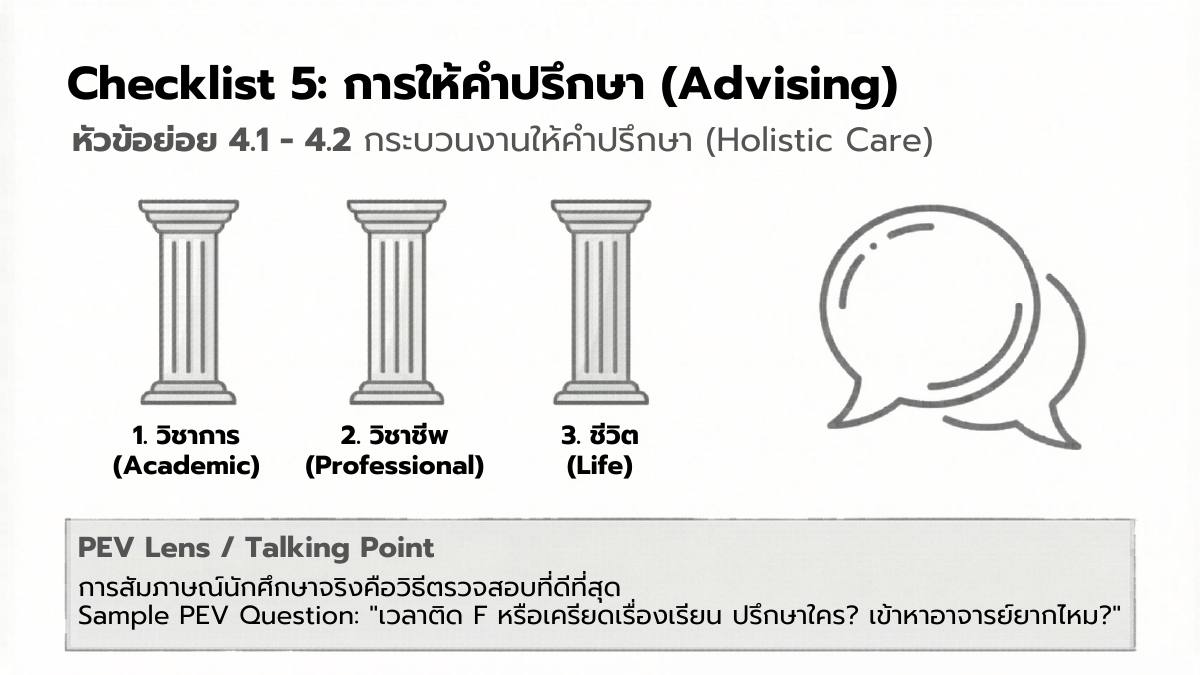 Checklist 5: การให้คำปรึกษา (Advising)
หัวข้อย่อย 4.1 - 4.2 กระบวนงานให้คำปรึกษา (Holistic Care)
1. วิชาการ
(Academic)
2. วิชาชีพ
(Professional)
3. ชีวิต
(Life)
PEV Lens / Talking Point
การสัมภาษณ์นักศึกษาจริงคือวิธีตรวจสอบที่ดีที่สุด
Sample PEV Question: "เวลาติด F หรือเครียดเรื่องเรียน ปรึกษาใคร? เข้าหาอาจารย์ยากไหม?"